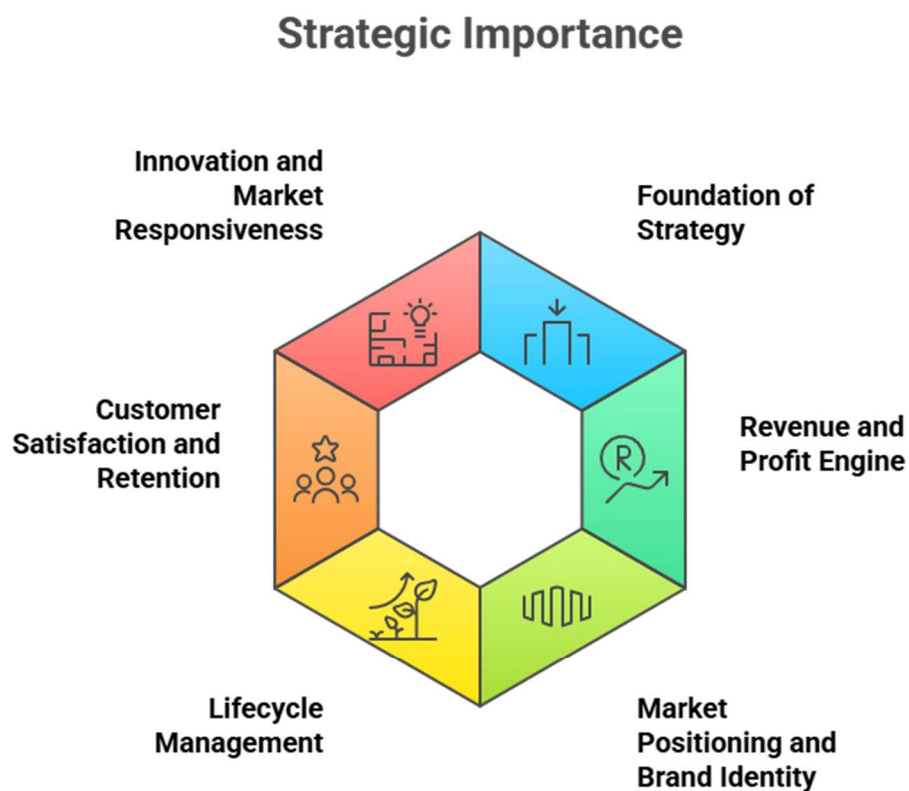 Strategic Importance
Innovation and
Market
Responsiveness
Foundation of
Strategy
Customer
Satisfaction and
Retention
Revenue and
Profit Engine
R
Lifecycle
Management
Market
Positioning and
Brand Identity